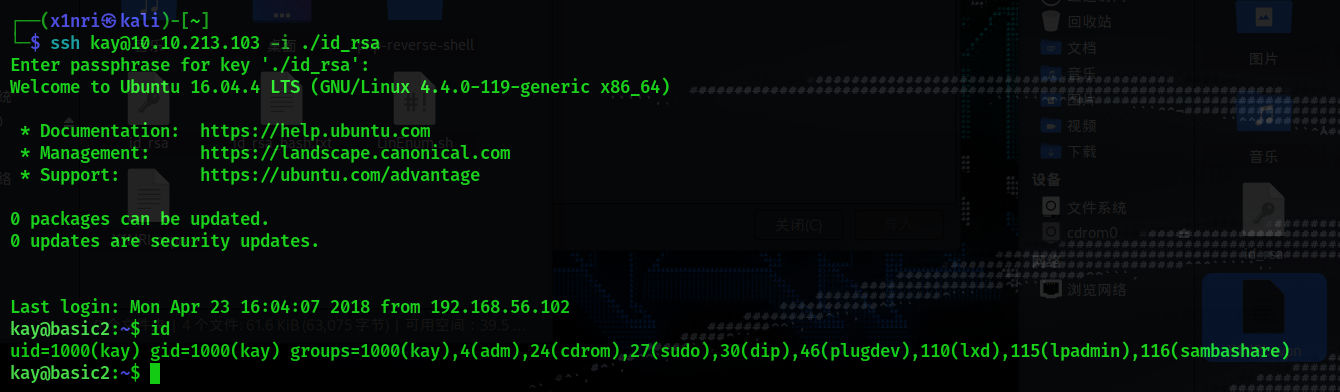 ┌──(x1nri㉿kali)-[~]
└─$ ssh kay@10.10.213.103 -i ./id_rsa
Enter passphrase for key './id_rsa':
Welcome to Ubuntu 16.04.4 LTS (GNU/Linux 4.4.0-119-generic x86_64)
* Documentation:  https://help.ubuntu.com
* Management:     https://landscape.canonical.com
* Support:        https://ubuntu.com/advantage
0 packages can be updated.
0 updates are security updates.
Last login: Mon Apr 23 16:04:07 2018 from 192.168.56.102
kay@basic2:~$ id
uid=1000(kay) gid=1000(kay) groups=1000(kay),4(adm),24(cdrom),27(sudo),30(dip),46(plugdev),110(lxd),115(lpadmin),116(sambashare)
kay@basic2:~$
桌面
-reverse-shell
id_rsa
LinEnum.sh
4 个文件: 61.6 KiB (63,075 字节) | 可用空间: 39.5
关闭(C)
回收站
文档
音乐
图片
视频
下载
设备
文件系统
cdrom0
网络
浏览网络
图片
音乐